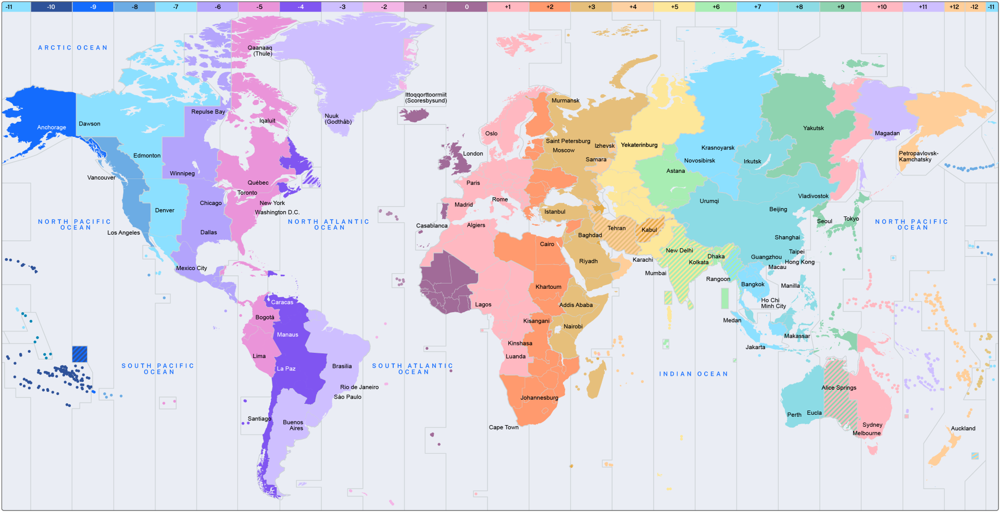 -11 -10 -9 -8 -7 -6 -5 -4 -3 -2 -1 0 +1 +2 +3 +4 +5 +6 +7 +8 +9 +10 +11 +12 -12 -11
ARCTIC OCEAN
Qaanaaq
(Thule)
Ittoqqorttoormiit
(Scoresbysund)
Murmansk
Repulse Bay
Nuuk
(Godthåb)
Iqaluit
Dawson
Anchorage
Oslo
Yakutsk
Magadan
Saint Petersburg
Moscow
Izhevsk
Yekaterinburg
Krasnoyarsk
Edmonton
London
Samara
Novosibirsk
Irkutsk
Petropavlovsk-
Kamchatsky
Winnipeg
Astana
Vancouver
Québec
Paris
Toronto
Vladivostok
Chicago
New York
Rome
Urumqi
Denver
Washington D.C.
Madrid
Istanbul
Beijing
NORTH PACIFIC
OCEAN
NORTH ATLANTIC
OCEAN
NORTH PACIFIC
OCEAN
Casablanca
Algiers
Tehran
Kabul
Seoul
Tokyo
Los Angeles
Dallas
Baghdad
Shanghai
Cairo
New Delhi
Taipei
Riyadh
Karachi
Kolkata
Dhaka
Guangzhou
Hong Kong
Macau
Mexico City
Mumbai
Rangoon
Khartoum
Bangkok
Manilla
Caracas
Lagos
Addis Ababa
Ho Chi
Minh City
Bogotá
Kisangani
Nairobi
Medan
Manaus
Makassar
Kinshasa
Jakarta
Lima
Luanda
SOUTH PACIFIC
OCEAN
La Paz
Brasilia
SOUTH ATLANTIC
OCEAN
INDIAN OCEAN
Rio de Janeiro
São Paulo
Alice Springs
Johannesburg
Santiago
Buenos
Aires
Perth
Eucla
Cape Town
Sydney
Melbourne
Auckland